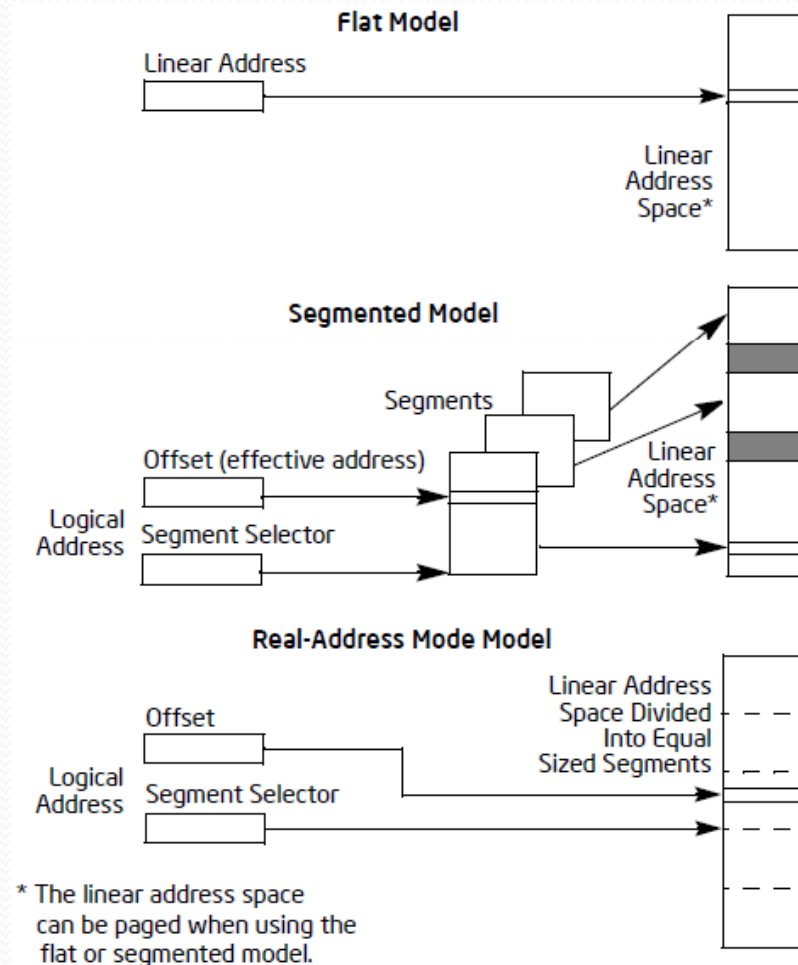 Flat Model
Linear Address
Linear
Address
Space*
Segmented Model
Segments
Offset (effective address)
Logical
Address
Segment Selector
Linear
Address
Space*
Real-Address Mode Model
Offset
Logical
Address
Segment Selector
Linear Address
Space Divided
Into Equal
Sized Segments
* The linear address space
can be paged when using the
flat or segmented model.